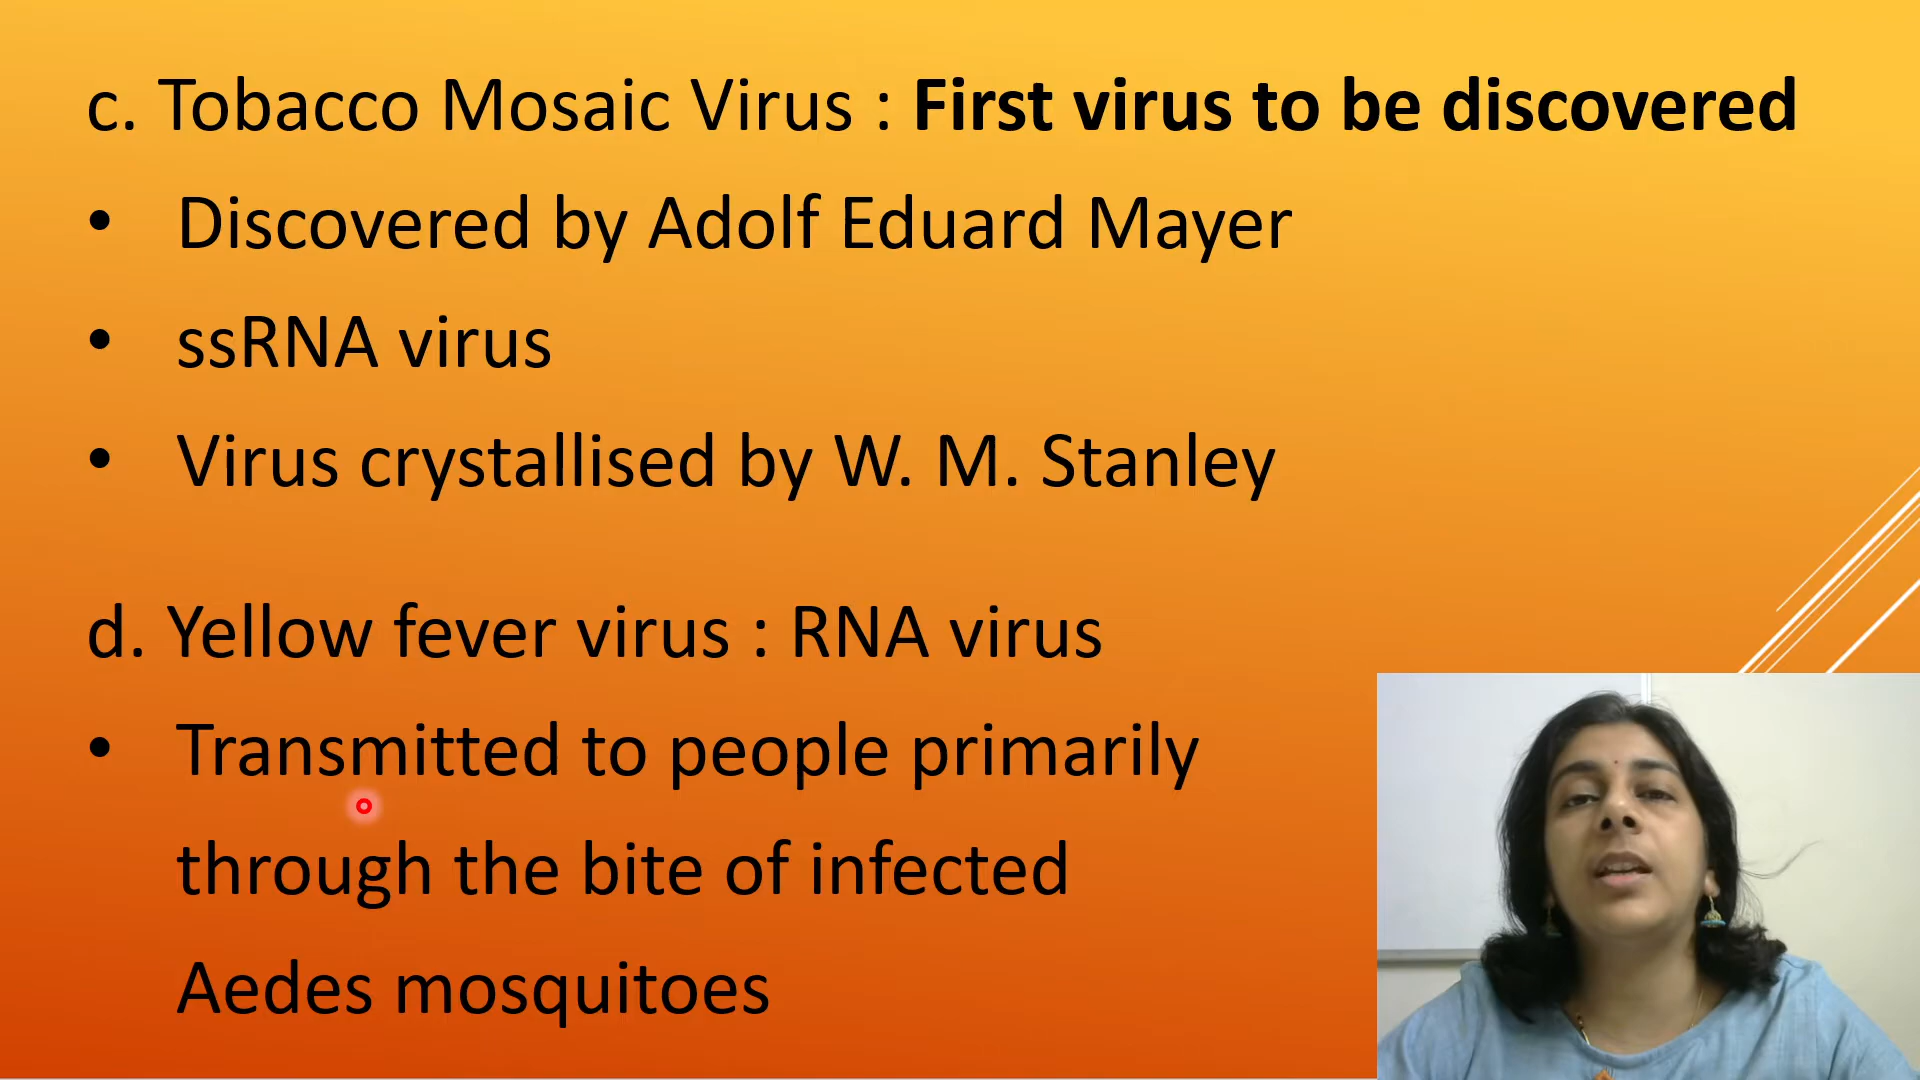 c. Tobacco Mosaic Virus : First virus to be discovered
• Discovered by Adolf Eduard Mayer
• ssRNA virus
• Virus crystallised by W. M. Stanley
d. Yellow fever virus : RNA virus
• Transmitted to people primarily
through the bite of infected
Aedes mosquitoes